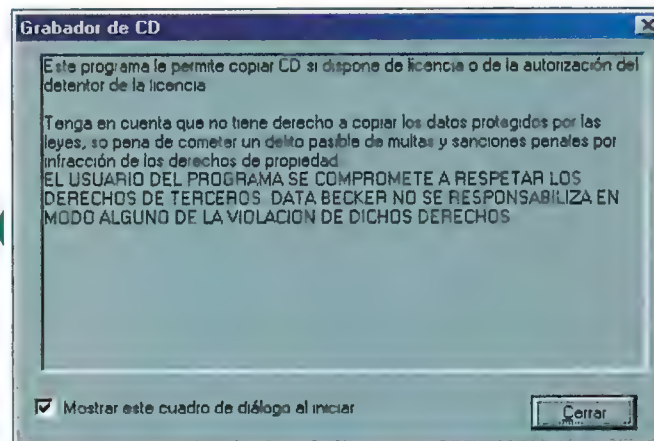 Grabador de CD
Este programa le permite copiar CD si dispone de licencia o de la autorización del
detentor de la licencia
Tenga en cuenta que no tiene derecho a copiar los datos protegidos por las
leyes, so pena de cometer un delito pasible de multas y sanciones penales por
infracción de los derechos de propiedad
EL USUARIO DEL PROGRAMA SE COMPROMETE A RESPETAR LOS
DERECHOS DE TERCEROS. DATA BECKER NO SE RESPONSABILIZA EN
MODO ALGUNO DE LA VIOLACION DE DICHOS DERECHOS
Mostrar este cuadro de diálogo al iniciar
Cerrar